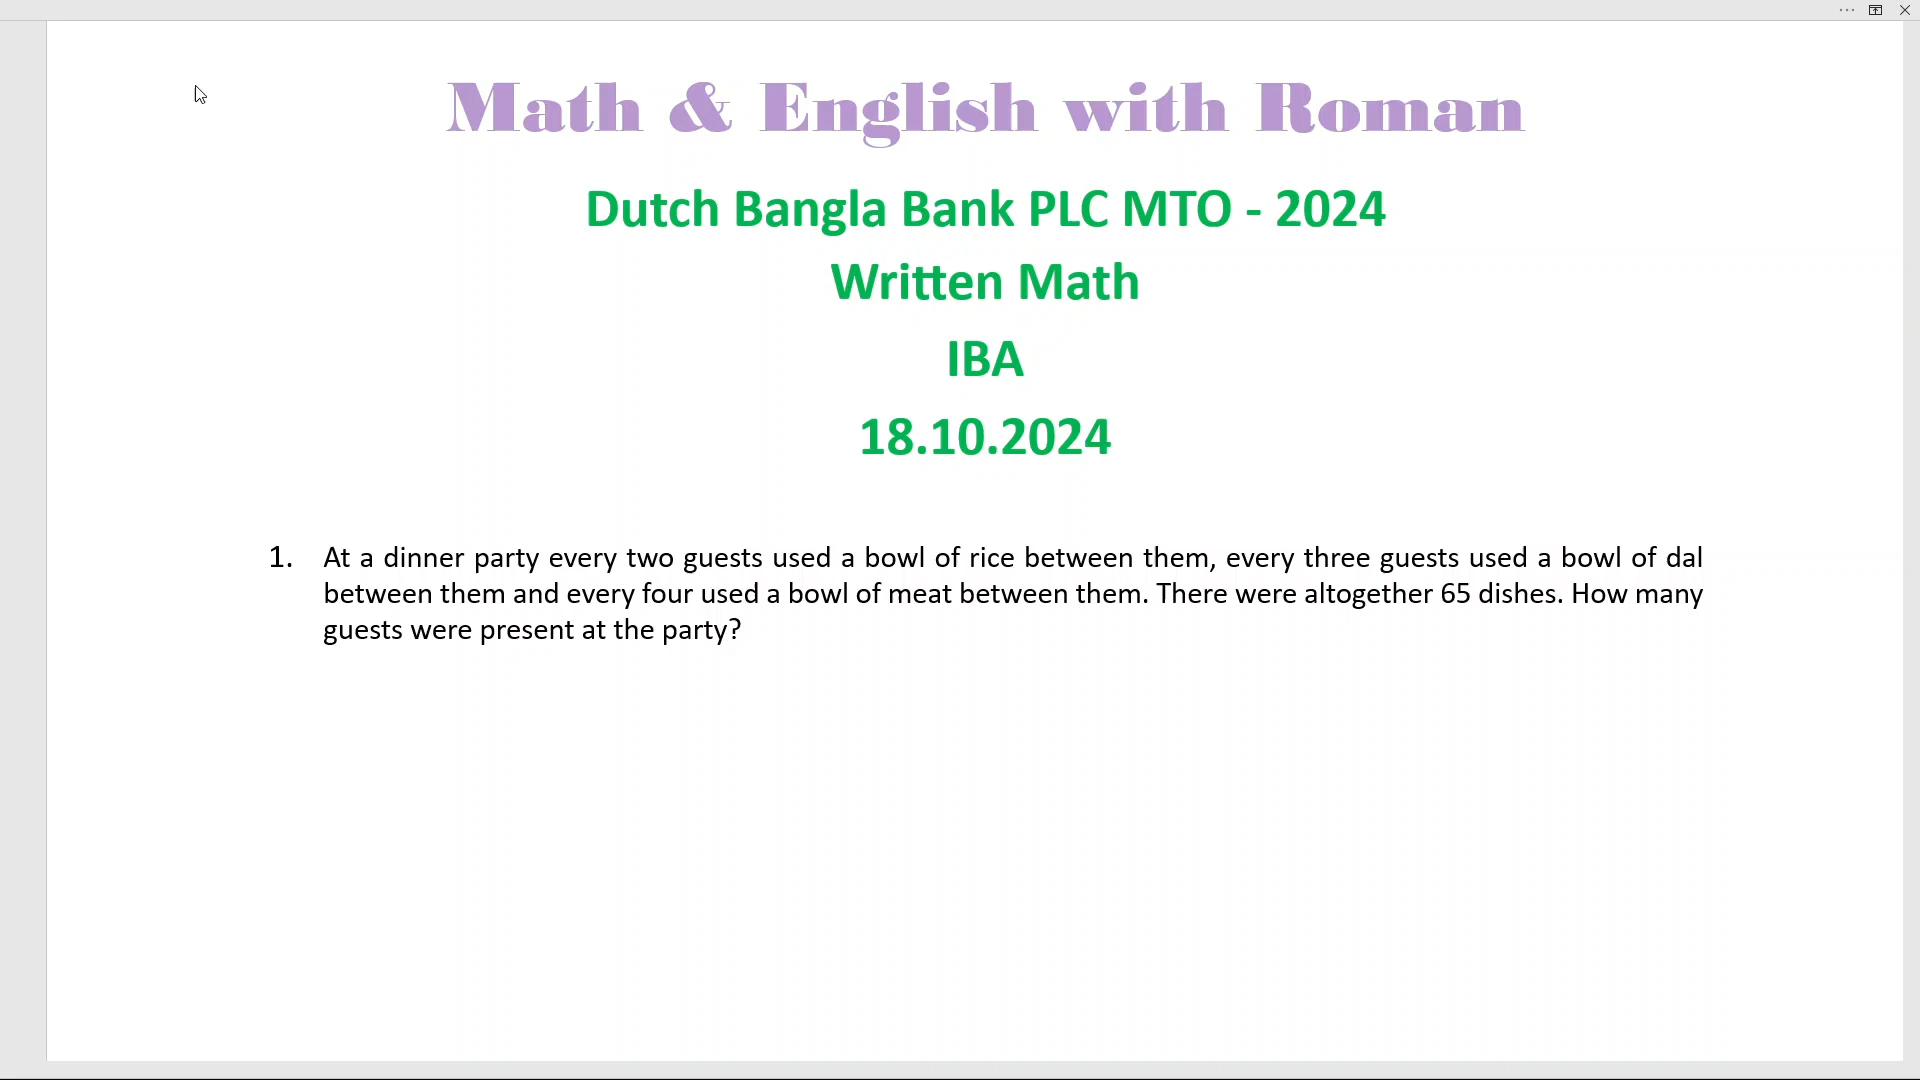 Math & English with Roman
Dutch Bangla Bank PLC MTO - 2024
Written Math
IBA
18.10.2024
1. At a dinner party every two guests used a bowl of rice between them, every three guests used a bowl of dal
between them and every four used a bowl of meat between them. There were altogether 65 dishes. How many
guests were present at the party?